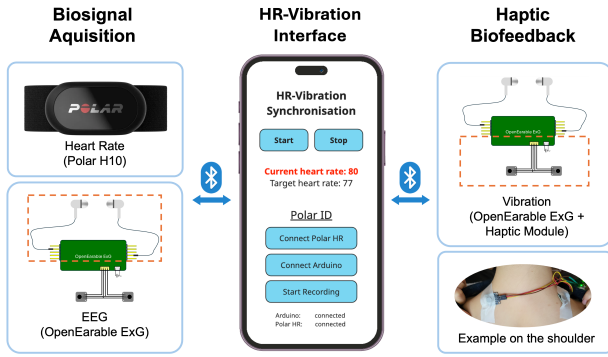 Biosignal
Aquisition
POLAR
Heart Rate
(Polar H10)
OpenEarable ExG
EEG
(OpenEarable ExG)
HR-Vibration
Interface
HR-Vibration
Synchronisation
Start
Stop
Current heart rate: 80
Target heart rate: 77
Polar ID
Connect Polar HR
Connect Arduino
Start Recording
Arduino: connected
Polar HR: connected
Haptic
Biofeedback
OpenEarable ExG
Vibration
(OpenEarable ExG +
Haptic Module)
Example on the shoulder